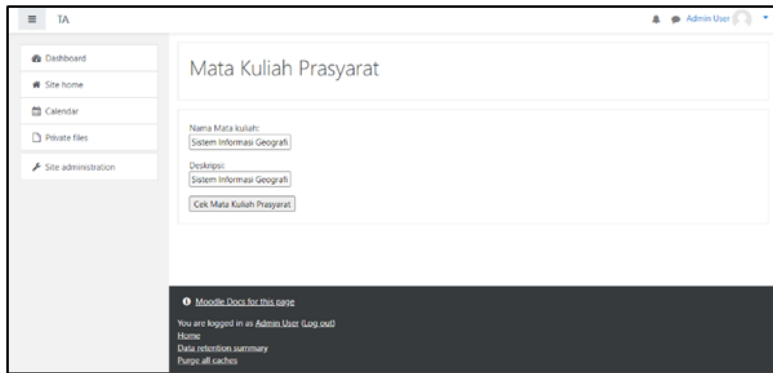 TA
Admin User
Dashboard
Site home
Calendar
Private files
Site administration
Mata Kuliah Prasyarat
Nama Mata kuliah:
Sistem Informasi Geografi
Deskripsi:
Sistem Informasi Geografi
Cek Mata Kuliah Prasyarat
Moodle Docs for this page
You are logged in as Admin User (Log out)
Home
Data retention summary
Purge all caches